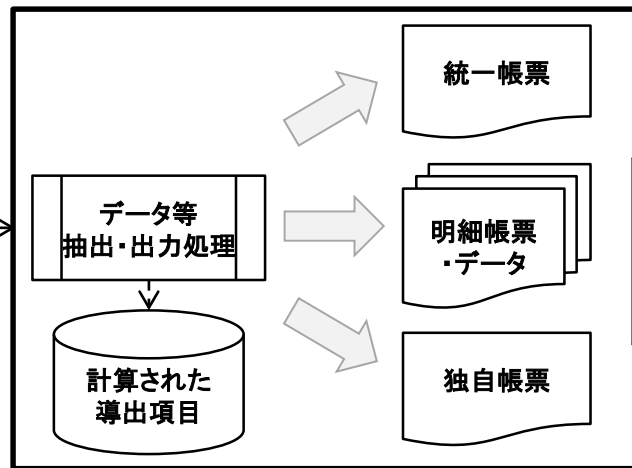 統一帳票
データ等
抽出・出力処理
明細帳票
・データ
計算された
導出項目
独自帳票